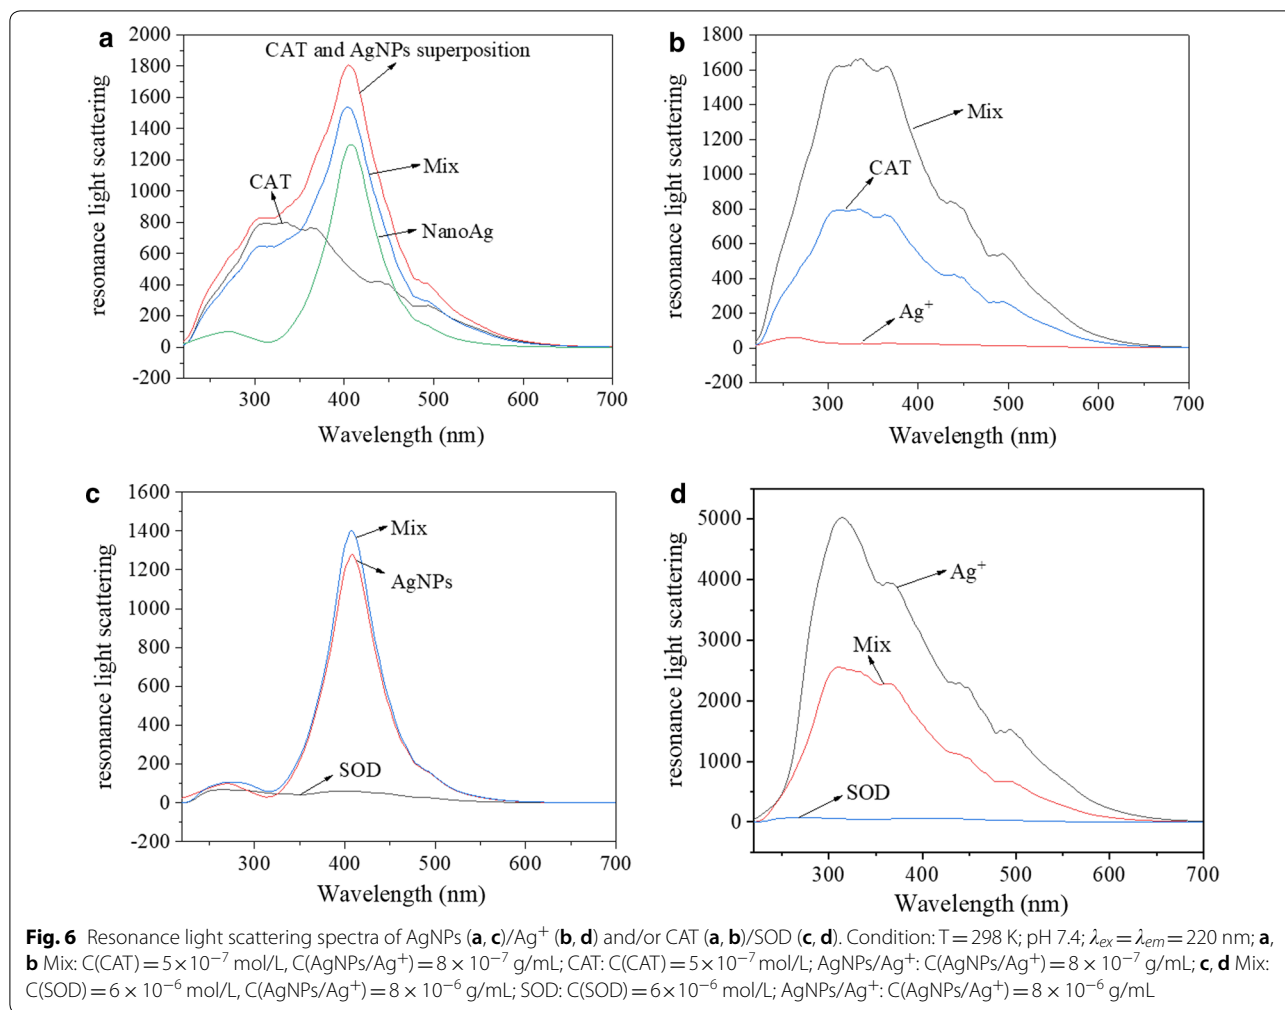 a
2000
1800
1600
1400
1200
1000
800
600
400
200
0
-200
resonance light scattering
CAT and AgNPs superposition
Mix
CAT
NanoAg
300
400
500
600
700
Wavelength (nm)
b
1800
1600
1400
1200
1000
800
600
400
200
0
-200
resonance light scattering
Mix
CAT
Ag⁺
300
400
500
600
700
Wavelength (nm)
c
1600
1400
1200
1000
800
600
400
200
0
-200
resonance light scattering
Mix
AgNPs
SOD
300
400
500
600
700
Wavelength (nm)
d
5000
4000
3000
2000
1000
0
resonance light scattering
Ag⁺
Mix
SOD
300
400
500
600
700
Wavelength (nm)
Fig. 6 Resonance light scattering spectra of AgNPs (a, c)/Ag⁺ (b, d) and/or CAT (a, b)/SOD (c, d). Condition: T = 298 K; pH 7.4; λex = λem = 220 nm; a,
b Mix: C(CAT) = 5 × 10⁻⁷ mol/L, C(AgNPs/Ag⁺) = 8 × 10⁻⁷ g/mL; CAT: C(CAT) = 5 × 10⁻⁷ mol/L; AgNPs/Ag⁺: C(AgNPs/Ag⁺) = 8 × 10⁻⁷ g/mL; c, d Mix:
C(SOD) = 6 × 10⁻⁶ mol/L, C(AgNPs/Ag⁺) = 8 × 10⁻⁶ g/mL; SOD: C(SOD) = 6 × 10⁻⁶ mol/L; AgNPs/Ag⁺: C(AgNPs/Ag⁺) = 8 × 10⁻⁶ g/mL